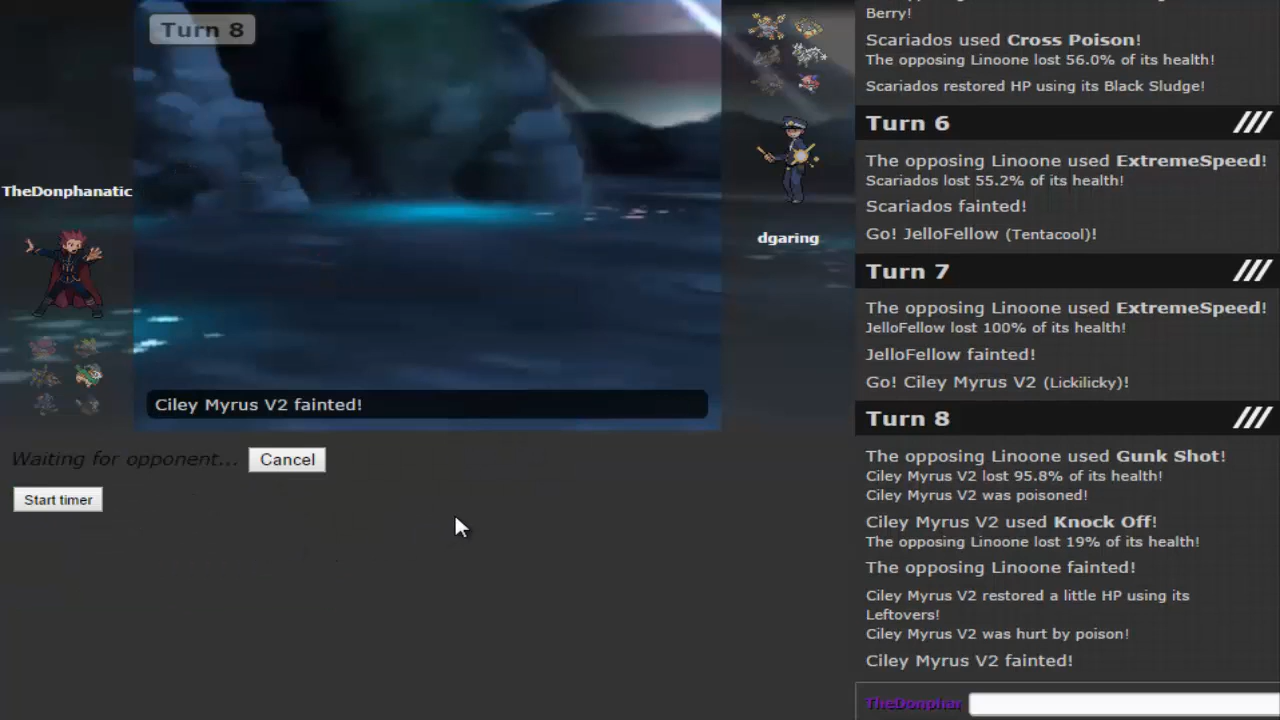 Turn 8
TheDonphanatic
Ciley Myrus V2 fainted!
dgaring
Waiting for opponent...
Cancel
Start timer
Berry!
Scariados used Cross Poison!
The opposing Linoone lost 56.0% of its health!
Scariados restored HP using its Black Sludge!
Turn 6
The opposing Linoone used ExtremeSpeed!
Scariados lost 55.2% of its health!
Scariados fainted!
Go! JelloFellow (Tentacool)!
Turn 7
The opposing Linoone used ExtremeSpeed!
JelloFellow lost 100% of its health!
JelloFellow fainted!
Go! Ciley Myrus V2 (Lickilicky)!
Turn 8
The opposing Linoone used Gunk Shot!
Ciley Myrus V2 lost 95.8% of its health!
Ciley Myrus V2 was poisoned!
Ciley Myrus V2 used Knock Off!
The opposing Linoone lost 19% of its health!
The opposing Linoone fainted!
Ciley Myrus V2 restored a little HP using its
Leftovers!
Ciley Myrus V2 was hurt by poison!
Ciley Myrus V2 fainted!
TheDonphar